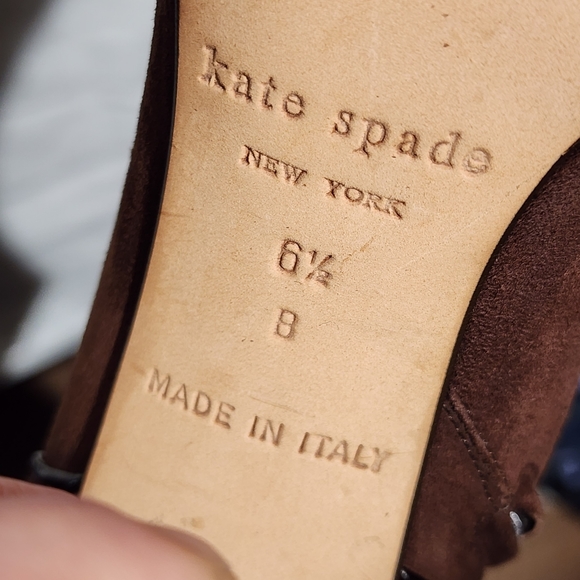 kate spade
NEW YORK
6½
B
MADE IN ITALY